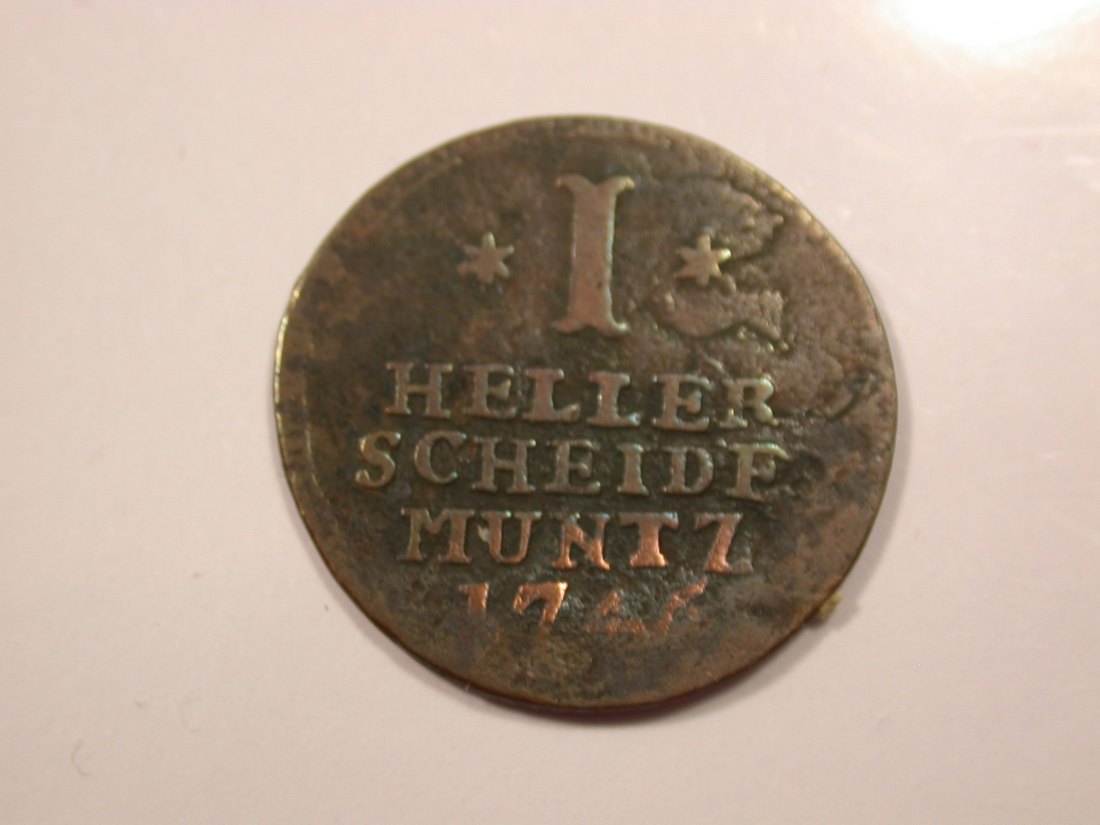 * I *
HELLER
SCHEIDE
MUNTZ